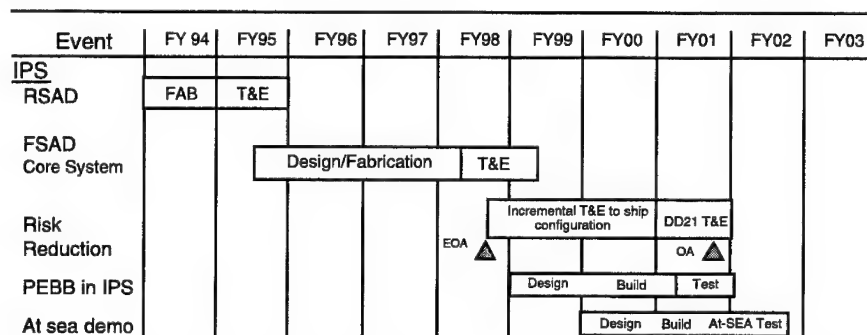 Event FY 94 FY95 FY96 FY97 FY98 FY99 FY00 FY01 FY02 FY03
IPS
RSAD FAB T&E
FSAD
Core System Design/Fabrication T&E
Incremental T&E to ship
configuration DD21 T&E
Risk
Reduction EOA OA
PEBB in IPS Design Build Test
At sea demo Design Build At-SEA Test